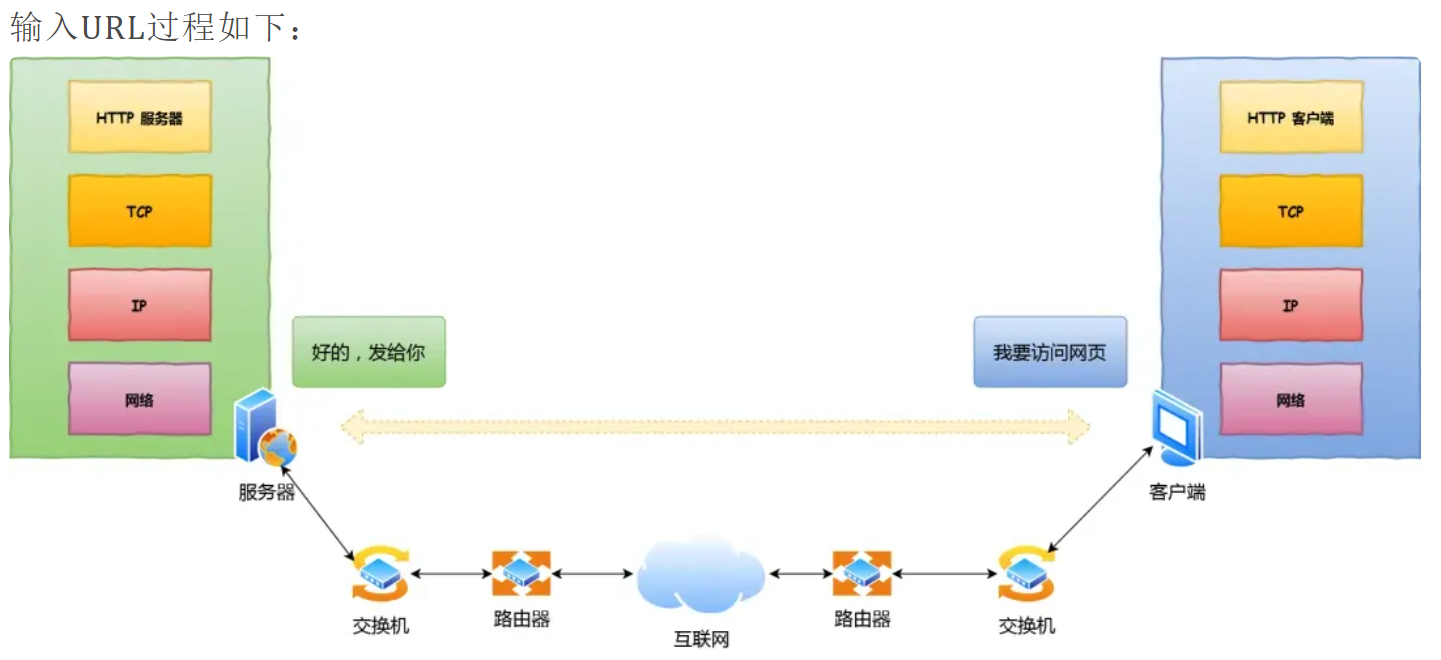 输入URL过程如下：
HTTP 服务器
HTTP 客户端
TCP
TCP
IP
IP
好的，发给你
我要访问网页
网络
网络
服务器
客户端
交换机
路由器
互联网
路由器
交换机